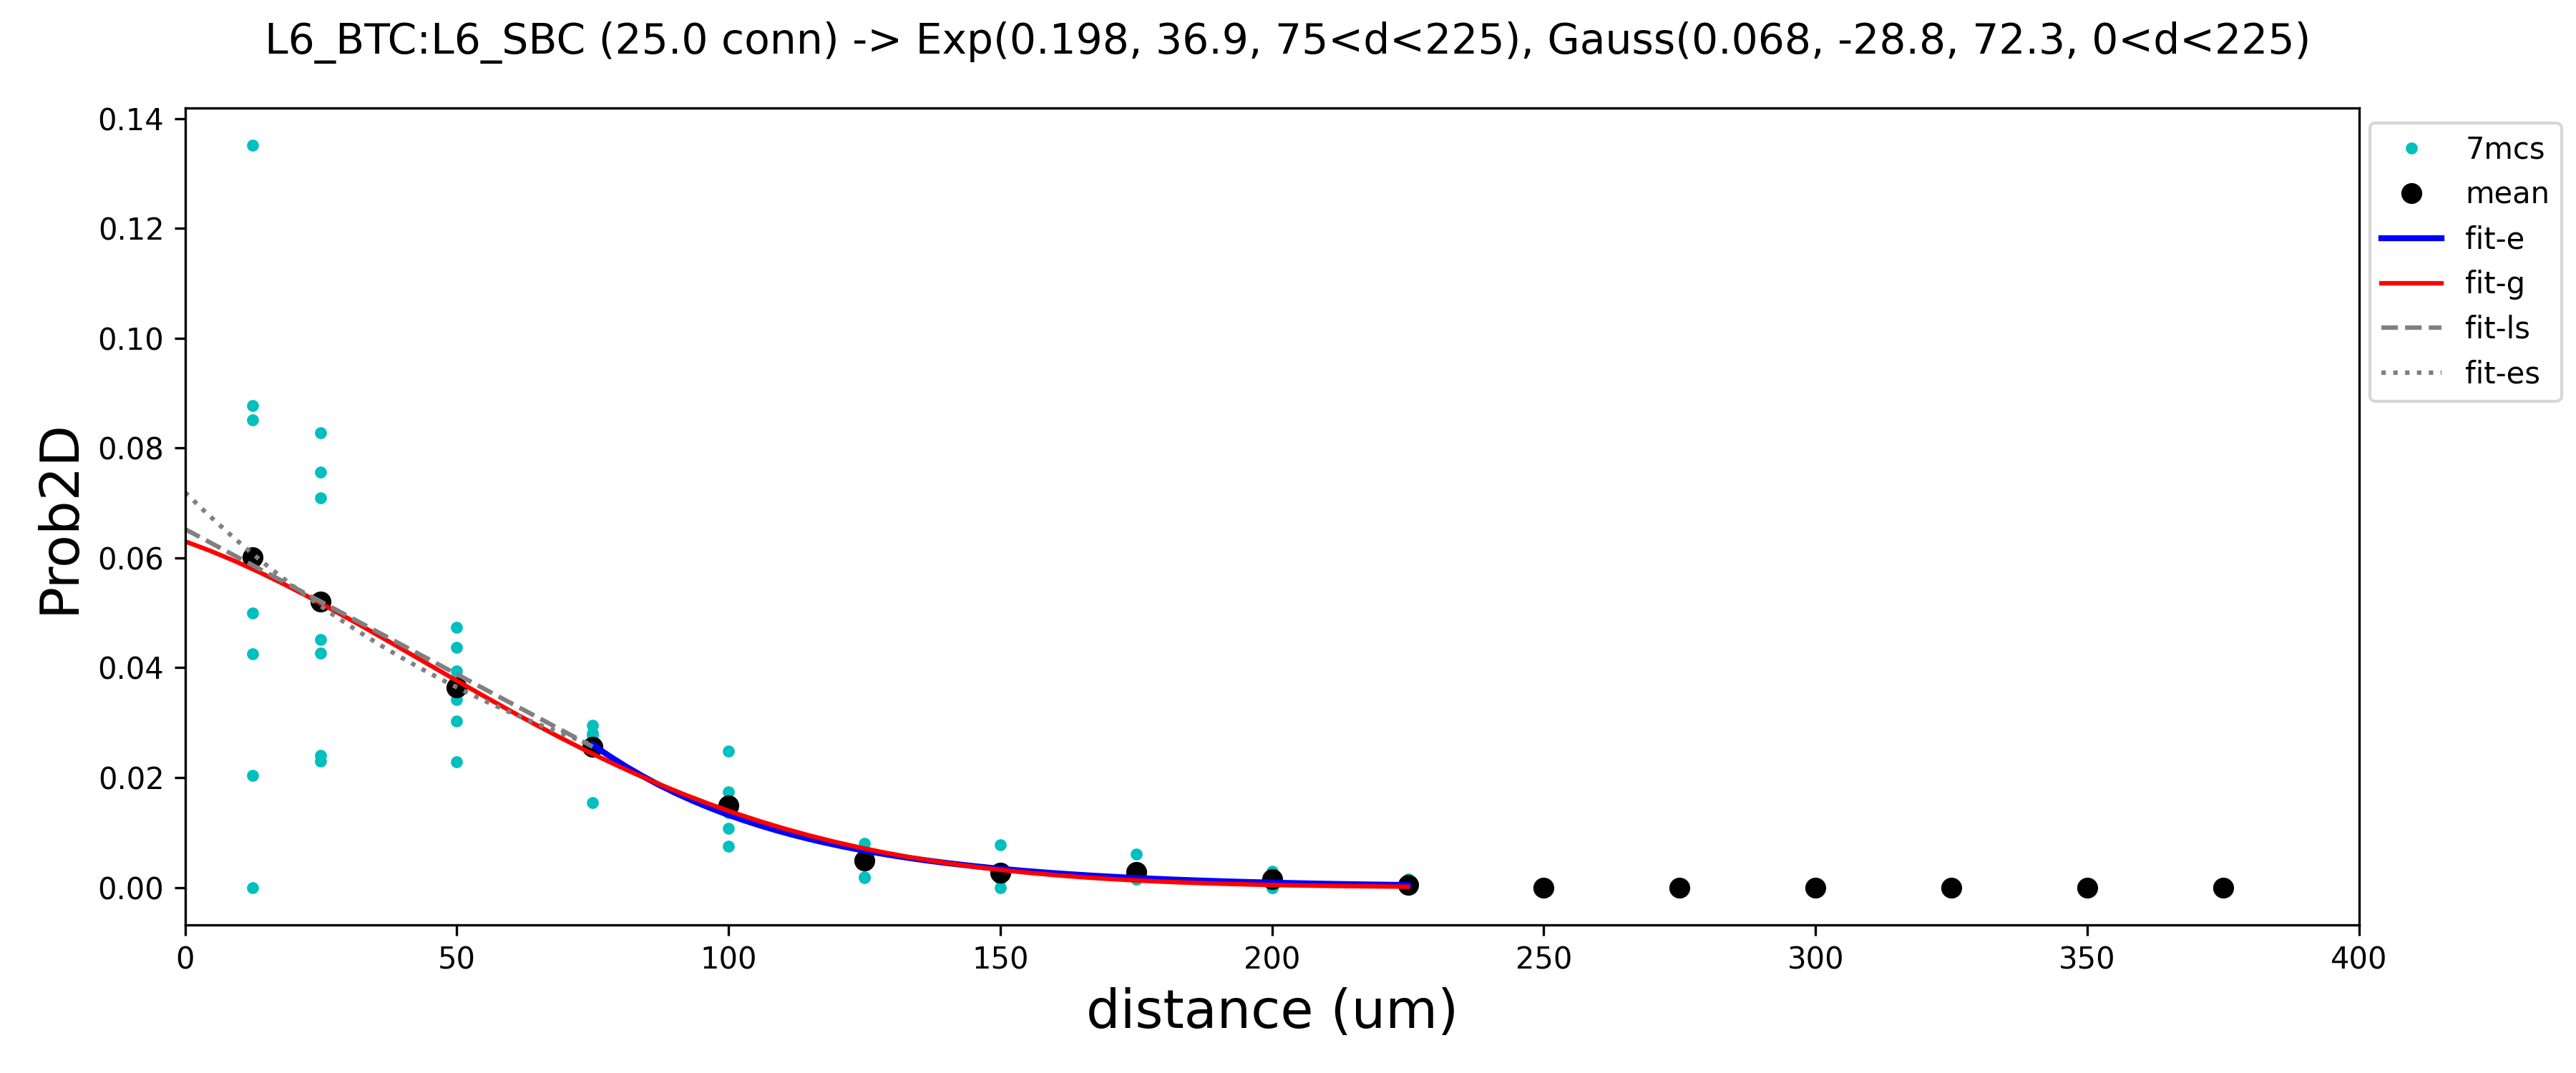 L6_BTC:L6_SBC (25.0 conn) -> Exp(0.198, 36.9, 75<d<225), Gauss(0.068, -28.8, 72.3, 0<d<225)
0.14
0.12
0.10
0.08
0.06
0.04
0.02
0.00
Prob2D
0 50 100 150 200 250 300 350 400
distance (um)
7mcs
mean
fit-e
fit-g
fit-ls
fit-es